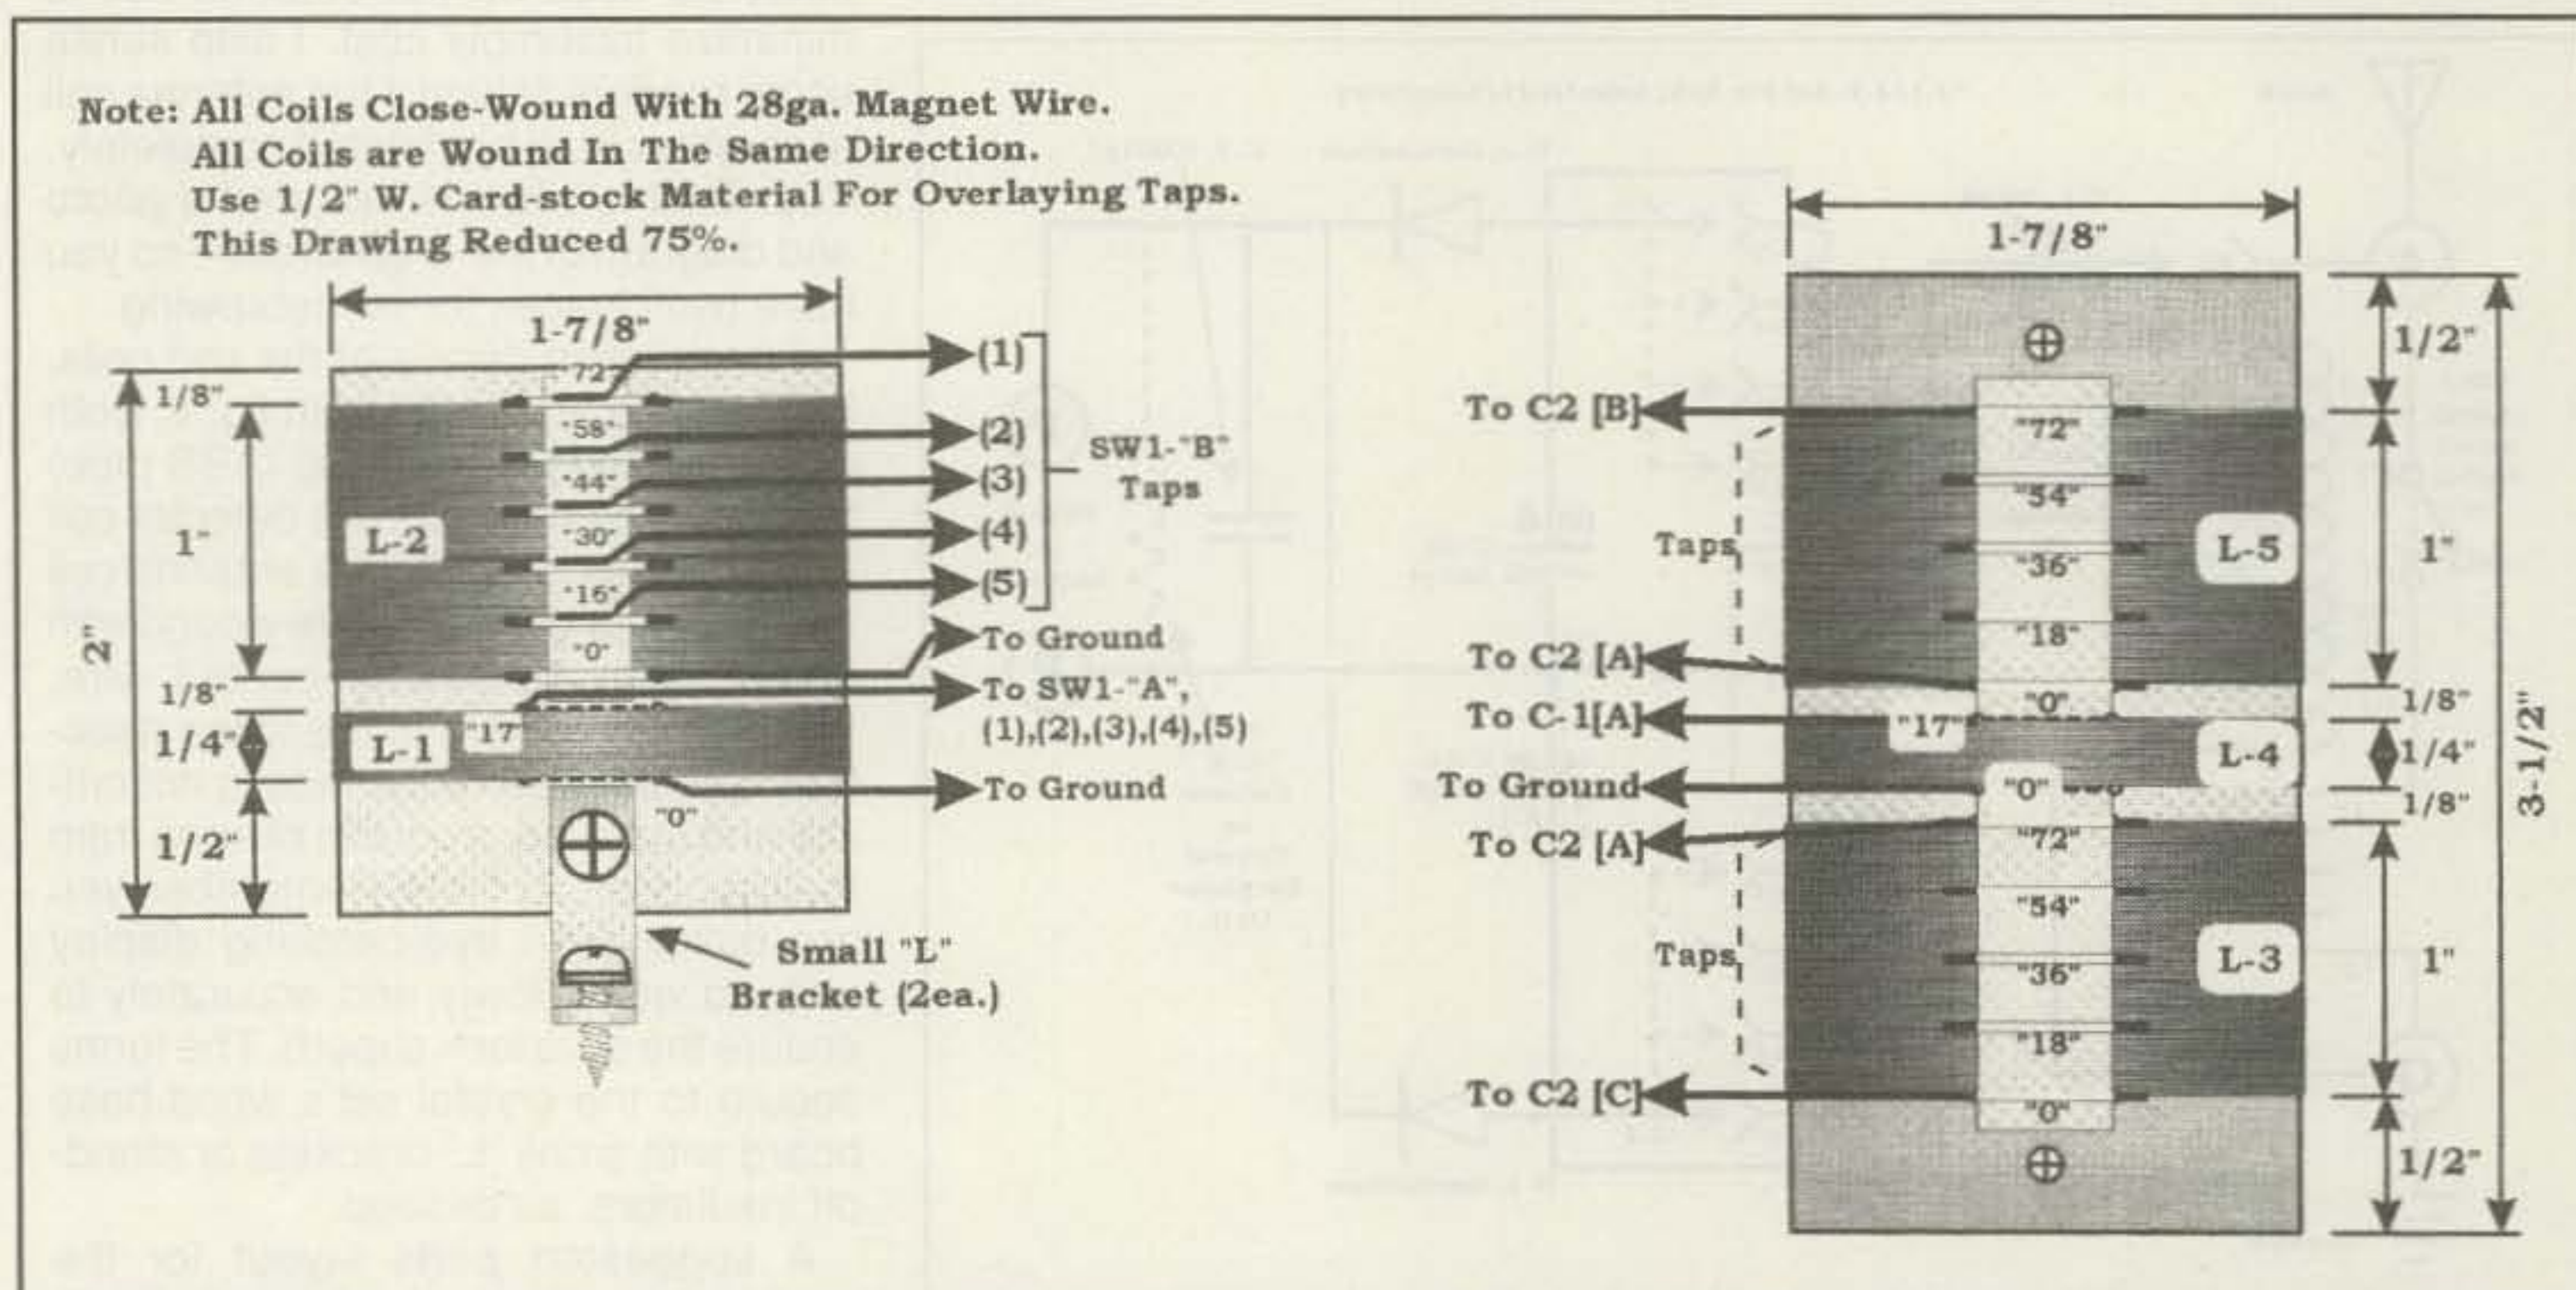 Note: All Coils Close-Wound With 28ga. Magnet Wire.
All Coils are Wound In The Same Direction.
Use 1/2" W. Card-stock Material For Overlaying Taps.
This Drawing Reduced 75%.
1-7/8"
2"
1/8"
1"
1/8"
1/4"
1/2"
"72"
"58"
"44"
"30"
"16"
"0"
L-2
L-1
"17"
"0"
(1)
(2)
(3)
(4)
(5)
SW1-"B"
Taps
To Ground
To SW1-"A",
(1),(2),(3),(4),(5)
To Ground
Small "L"
Bracket (2ea.)
1-7/8"
To C2 [B]
Taps
To C2 [A]
To C-1[A]
To Ground
To C2 [A]
Taps
To C2 [C]
"72"
"54"
"36"
"18"
"0"
"17"
"0"
"72"
"54"
"36"
"18"
"0"
L-5
L-4
L-3
1/2"
1"
1/8"
1/4"
1/8"
1"
1/2"
3-1/2"